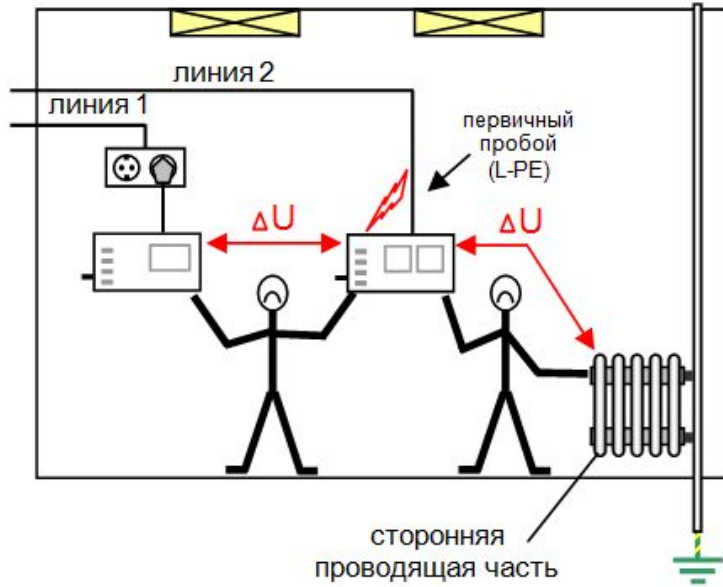 линия 2
линия 1
первичный
пробой
(L-PE)
ΔU
ΔU
сторонняя
проводящая часть